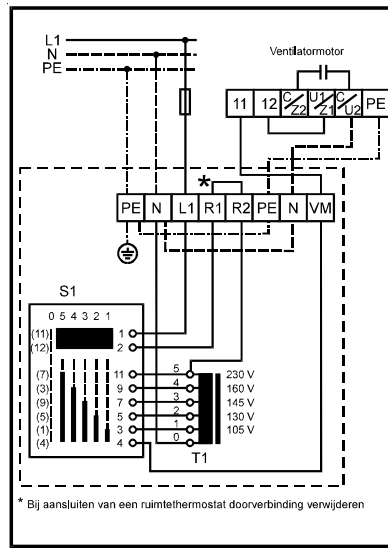 L1
N
PE
Ventilatormotor
11 12 C/Z2 U1/Z1 C/U2 PE
*
PE N L1 R1 R2 PE N VM
S1
0 5 4 3 2 1
(11) 1
(12) 2
(7) 11 5 230 V
(3) 9 4 160 V
(9) 7 3 145 V
(5) 5 2 130 V
(1) 3 1 105 V
(4) 4 0
T1
* Bij aansluiten van een ruimtethermostat doorverbinding verwijderen